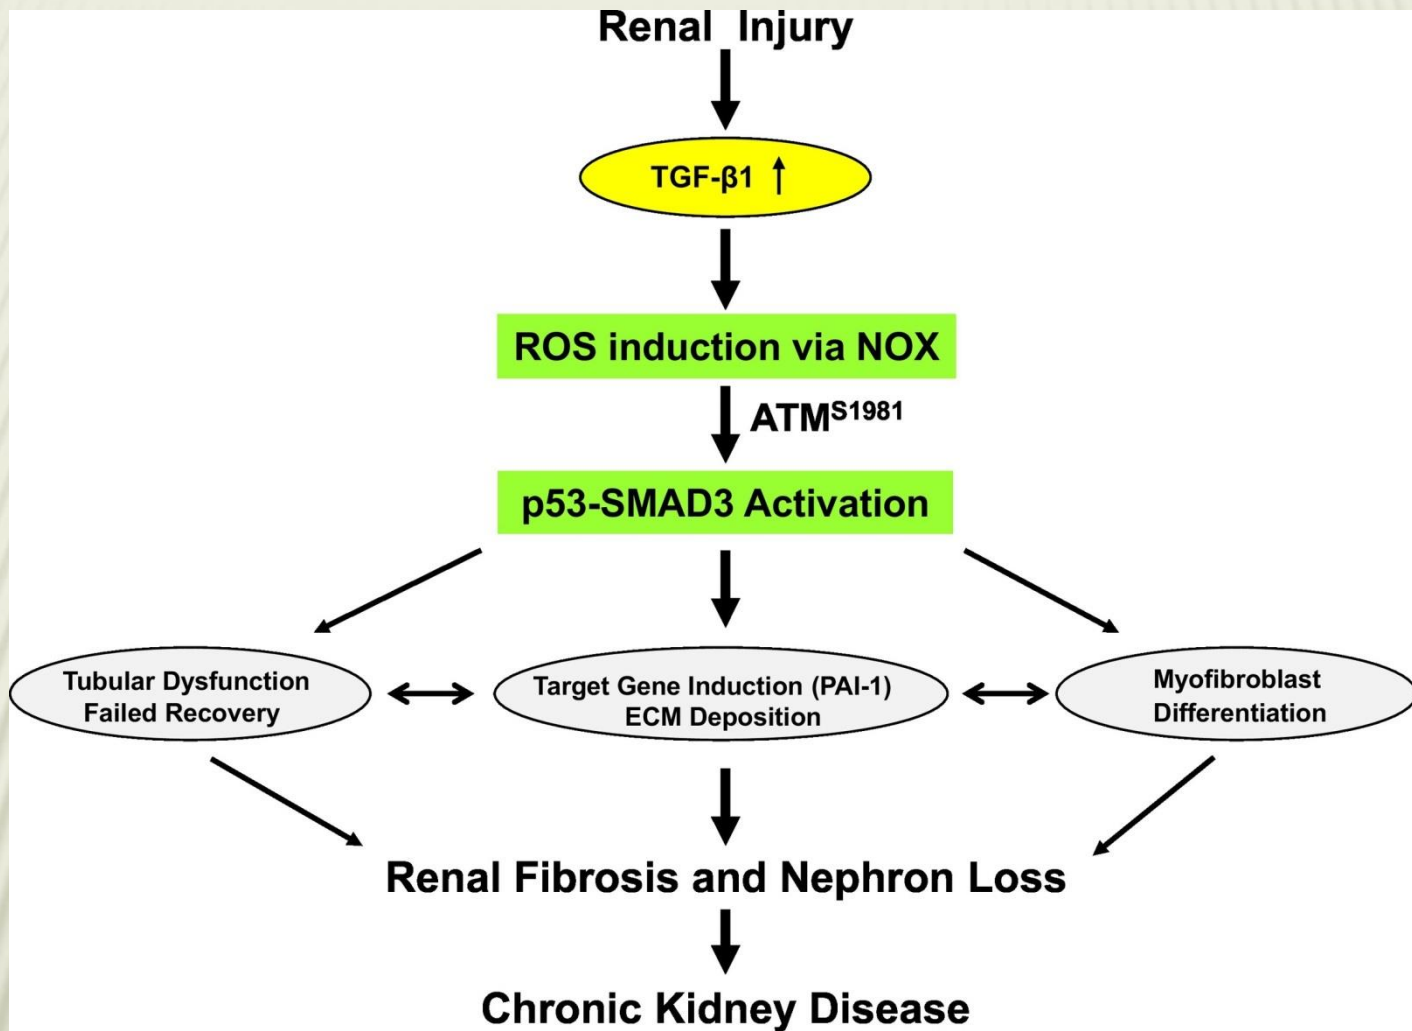 Renal Injury
TGF-β1 ↑
ROS induction via NOX
ATMS1981
p53-SMAD3 Activation
Tubular Dysfunction
Failed Recovery
Target Gene Induction (PAI-1)
ECM Deposition
Myofibroblast
Differentiation
Renal Fibrosis and Nephron Loss
Chronic Kidney Disease